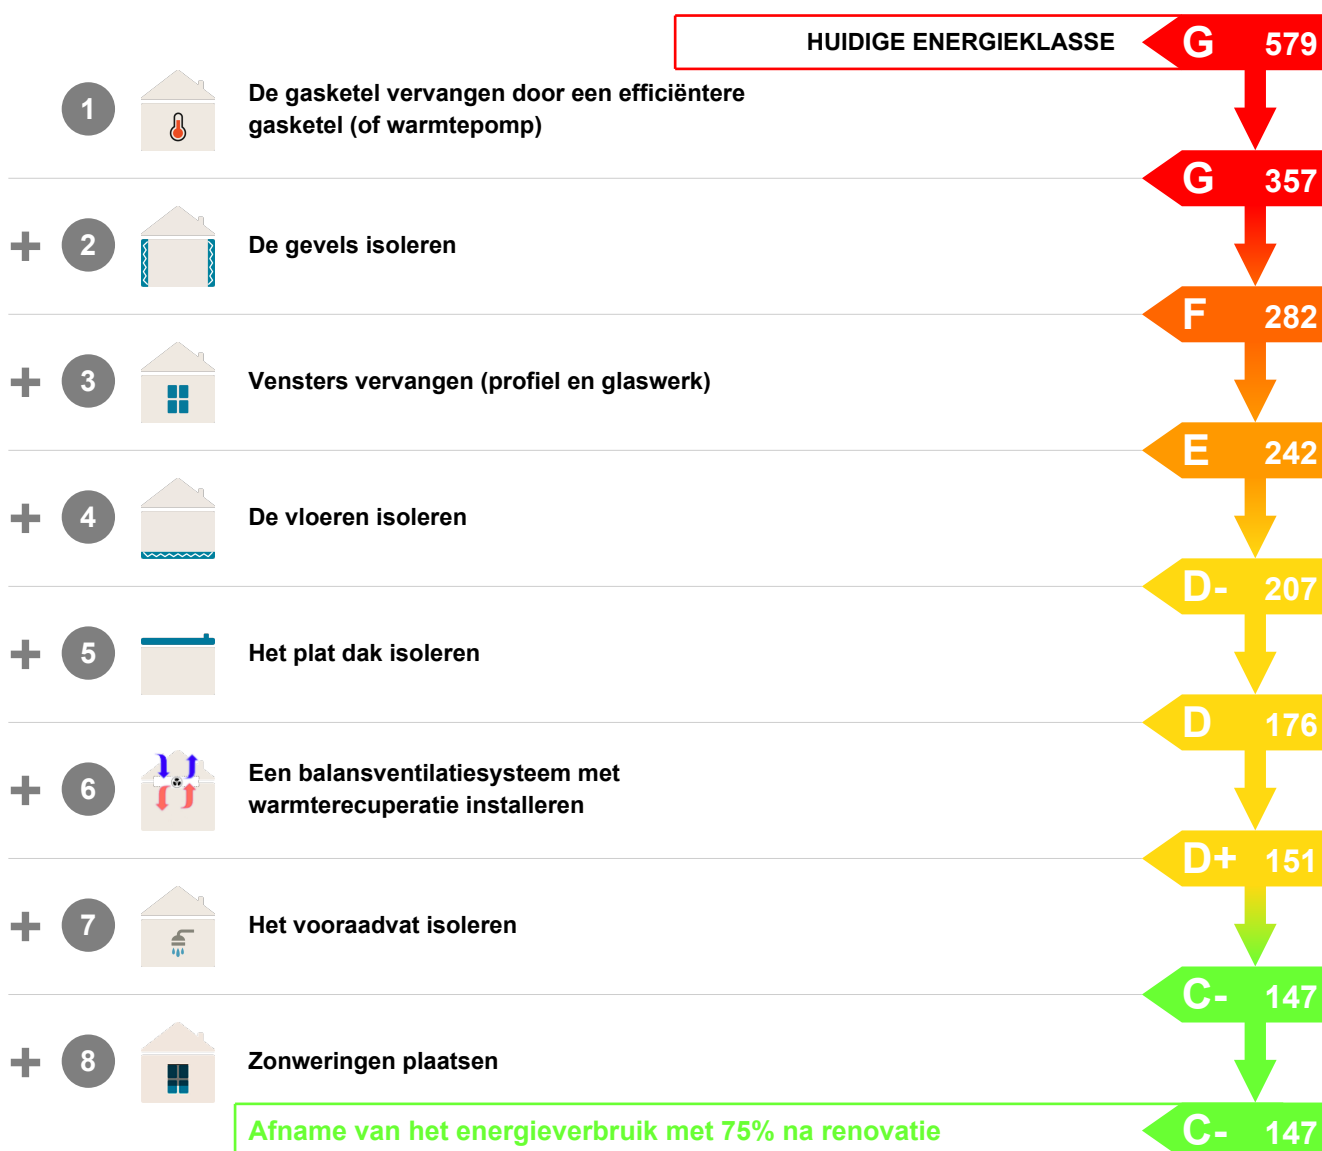 HUIDIGE ENERGIEKLASSE G 579
1 De gasketel vervangen door een efficiëntere
gasketel (of warmtepomp)
G 357
+ 2 De gevels isoleren
F 282
+ 3 Vensters vervangen (profiel en glaswerk)
E 242
+ 4 De vloeren isoleren
D- 207
+ 5 Het plat dak isoleren
D 176
+ 6 Een balansventilatiesysteem met
warmterecuperatie installeren
D+ 151
+ 7 Het vooraadvat isoleren
C- 147
+ 8 Zonweringen plaatsen
Afname van het energieverbruik met 75% na renovatie C- 147